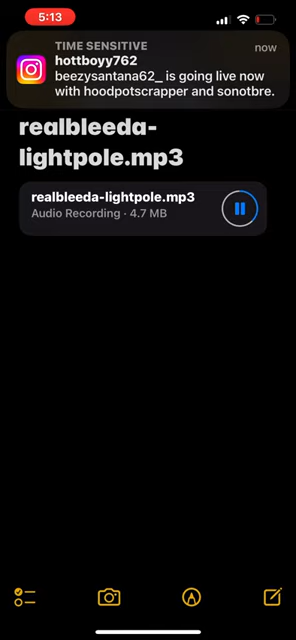 5:13
TIME SENSITIVE
now
hottboyy762
beezysantana62_ is going live now
with hoodpotscrapper and sonotbre.
realbleeda-
lightpole.mp3
realbleeda-lightpole.mp3
Audio Recording · 4.7 MB